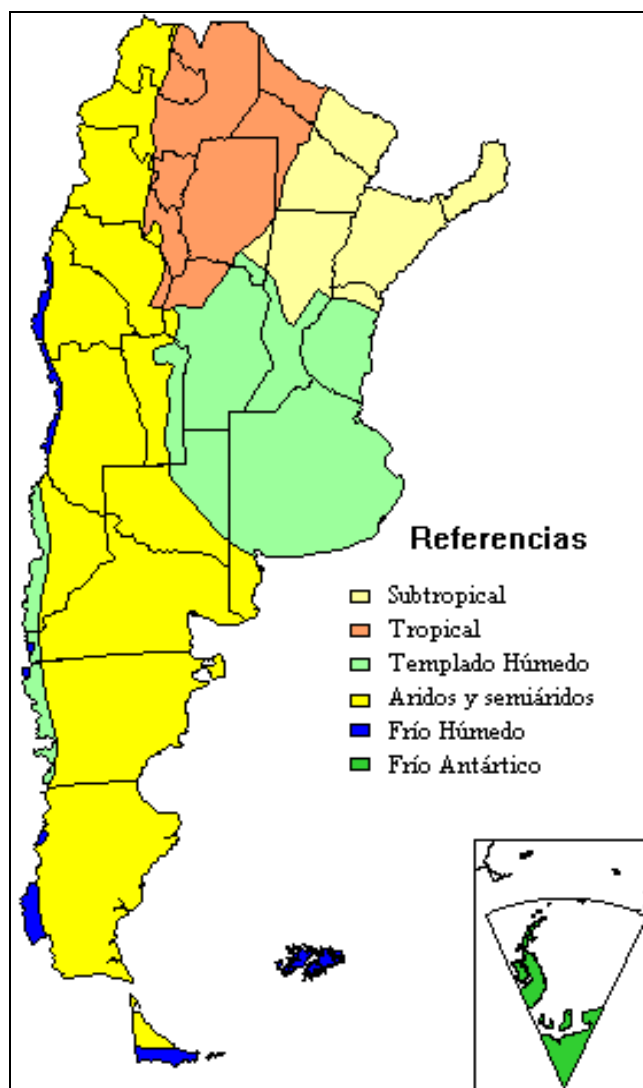 Referencias
Subtropical
Tropical
Templado Húmedo
Aridos y semiáridos
Frío Húmedo
Frío Antártico